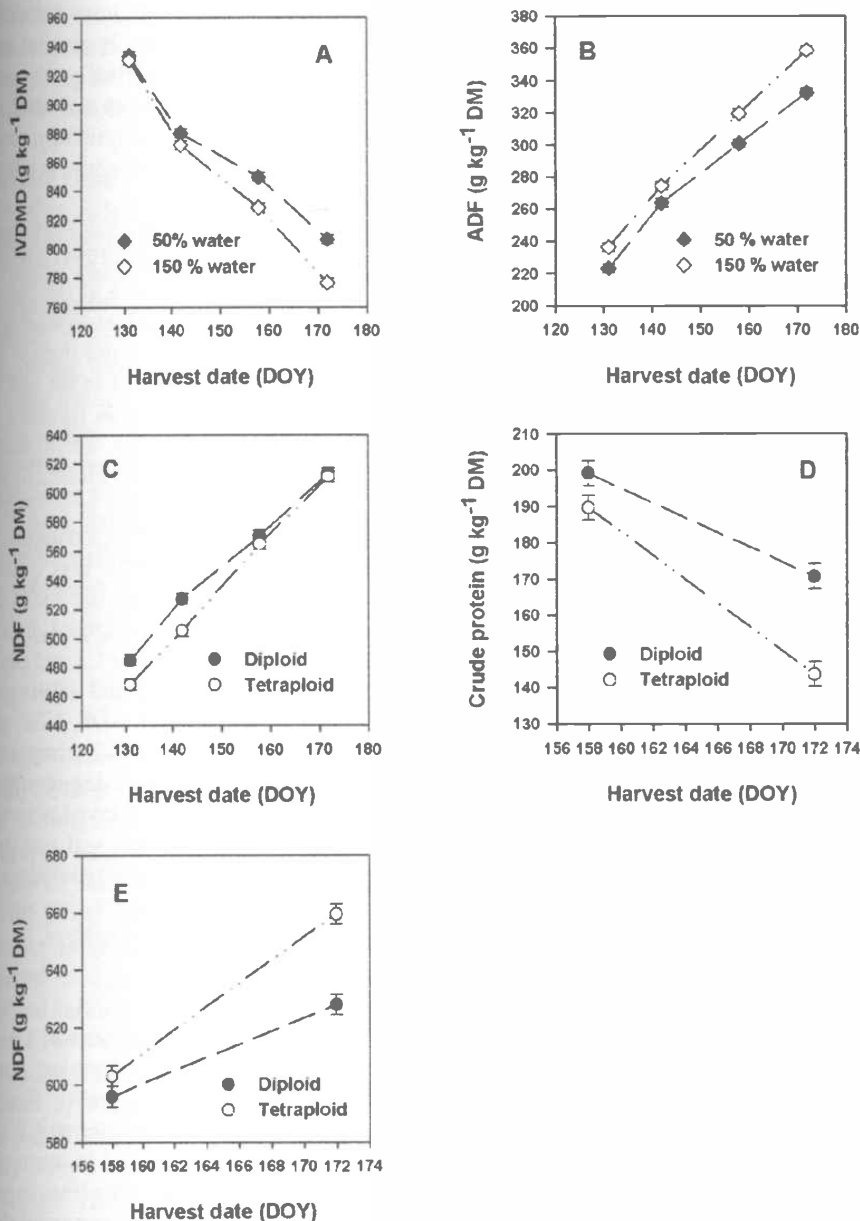 A
IVDMD (g kg⁻¹ DM)
960
940
920
900
880
860
840
820
800
780
760
50% water
150 % water
120 130 140 150 160 170 180
Harvest date (DOY)
B
ADF (g kg⁻¹ DM)
380
360
340
320
300
280
260
240
220
200
50 % water
150 % water
120 130 140 150 160 170 180
Harvest date (DOY)
C
NDF (g kg⁻¹ DM)
640
620
600
580
560
540
520
500
480
460
440
Diploid
Tetraploid
120 130 140 150 160 170 180
Harvest date (DOY)
D
Crude protein (g kg⁻¹ DM)
210
200
190
180
170
160
150
140
130
Diploid
Tetraploid
156 158 160 162 164 166 168 170 172 174
Harvest date (DOY)
E
NDF (g kg⁻¹ DM)
680
660
640
620
600
580
Diploid
Tetraploid
156 158 160 162 164 166 168 170 172 174
Harvest date (DOY)